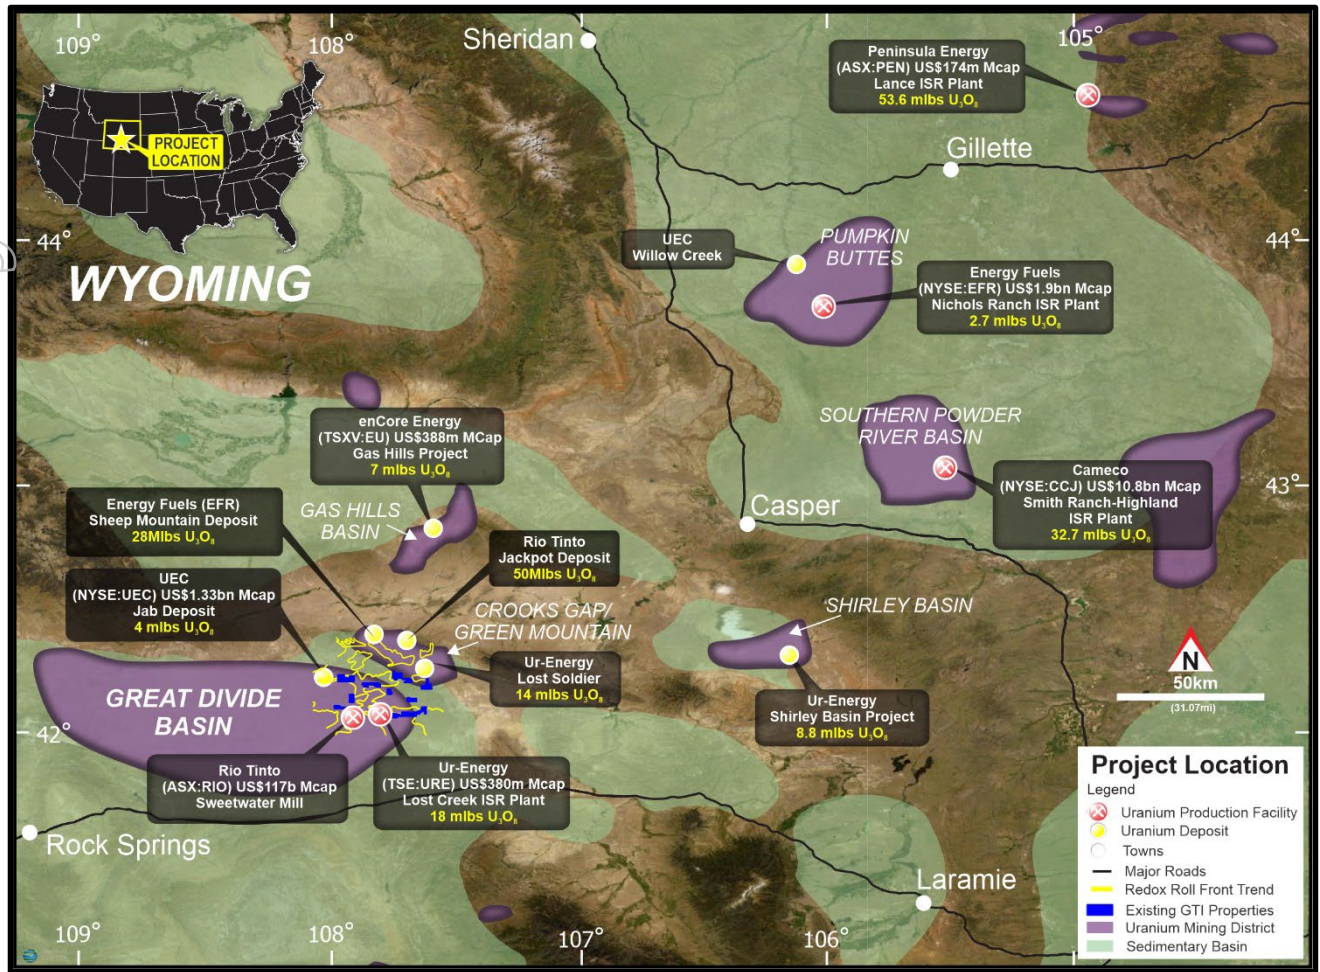 109°
108°
Sheridan
105°
Peninsula Energy
(ASX:PEN) US$174m Mcap
Lance ISR Plant
53.6 mlbs U₃O₈
PROJECT
LOCATION
Gillette
44°
WYOMING
UEC
Willow Creek
PUMPKIN
BUTTES
44°
Energy Fuels
(NYSE:EFR) US$1.9bn Mcap
Nichols Ranch ISR Plant
2.7 mlbs U₃O₈
enCore Energy
(TSXV:EU) US$388m MCap
Gas Hills Project
7 mlbs U₃O₈
SOUTHERN POWDER
RIVER BASIN
Cameco
(NYSE:CCJ) US$10.8bn Mcap
Smith Ranch-Highland
ISR Plant
32.7 mlbs U₃O₈
43°
Energy Fuels (EFR)
Sheep Mountain Deposit
28Mlbs U₃O₈
GAS HILLS
BASIN
Casper
Rio Tinto
Jackpot Deposit
50Mlbs U₃O₈
UEC
(NYSE:UEC) US$1.33bn Mcap
Jab Deposit
4 mlbs U₃O₈
CROOKS GAP/
GREEN MOUNTAIN
SHIRLEY BASIN
Ur-Energy
Lost Soldier
14 mlbs U₃O₈
N
50km
(31.07mi)
GREAT DIVIDE
BASIN
Ur-Energy
Shirley Basin Project
8.8 mlbs U₃O₈
42°
Rio Tinto
(ASX:RIO) US$117b Mcap
Sweetwater Mill
Ur-Energy
(TSE:URE) US$380m Mcap
Lost Creek ISR Plant
18 mlbs U₃O₈
Rock Springs
Laramie
Project Location
Legend
Uranium Production Facility
Uranium Deposit
Towns
Major Roads
Redox Roll Front Trend
Existing GTI Properties
Uranium Mining District
Sedimentary Basin
109°
108°
107°
106°